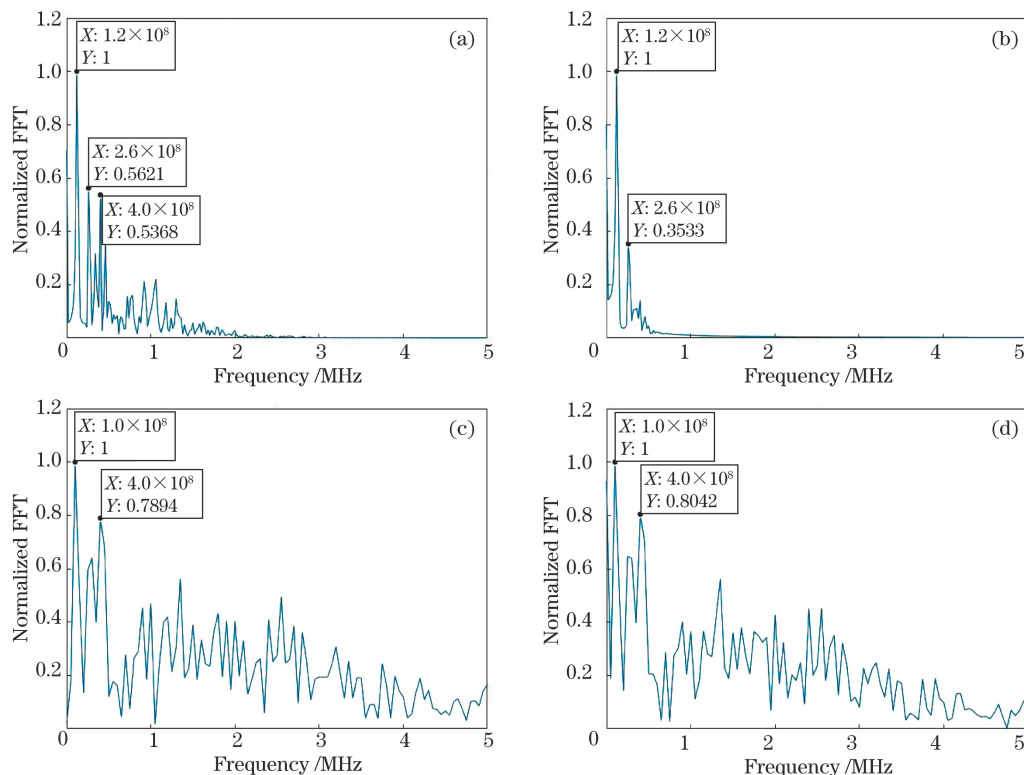 (a)
X: 1.2×10⁸
Y: 1
X: 2.6×10⁸
Y: 0.5621
X: 4.0×10⁸
Y: 0.5368
Normalized FFT
1.2
1.0
0.8
0.6
0.4
0.2
0 1 2 3 4 5
Frequency /MHz
(b)
X: 1.2×10⁸
Y: 1
X: 2.6×10⁸
Y: 0.3533
Normalized FFT
1.2
1.0
0.8
0.6
0.4
0.2
0 1 2 3 4 5
Frequency /MHz
(c)
X: 1.0×10⁸
Y: 1
X: 4.0×10⁸
Y: 0.7894
Normalized FFT
1.2
1.0
0.8
0.6
0.4
0.2
0 1 2 3 4 5
Frequency /MHz
(d)
X: 1.0×10⁸
Y: 1
X: 4.0×10⁸
Y: 0.8042
Normalized FFT
1.2
1.0
0.8
0.6
0.4
0.2
0 1 2 3 4 5
Frequency /MHz